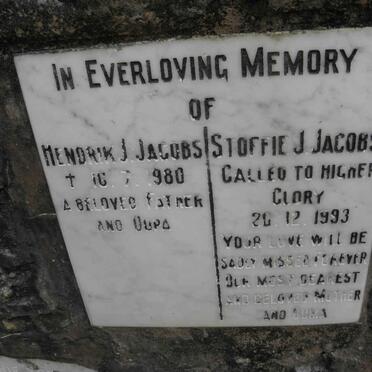 In Everloving Memory
of
Hendrik J. Jacobs
† 16. 7. 1980
A beloved Father
and Oupa
Stoffie J. Jacobs
Called to Higher
Glory
20. 12. 1993
Your love will be
sadly missed forever
Our most dearest
and beloved Mother
and Ouma